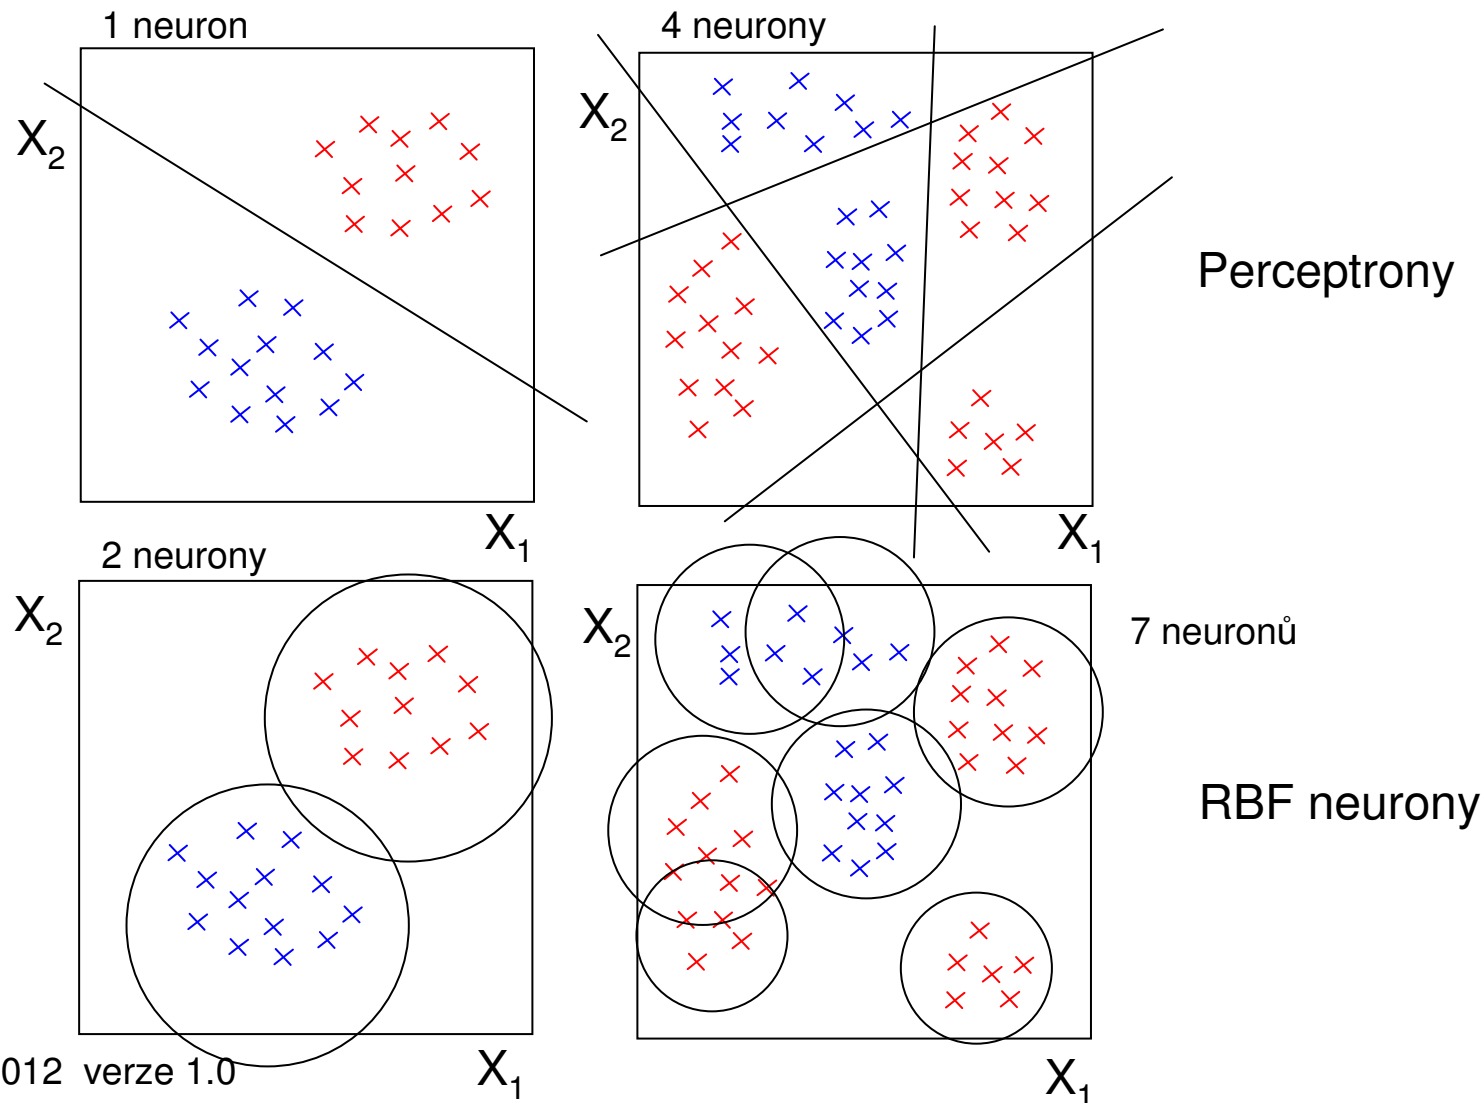 1 neuron
4 neurony
X₂
X₂
Perceptrony
X₁
X₁
2 neurony
X₂
X₂
7 neuronů
RBF neurony
012 verze 1.0
X₁
X₁